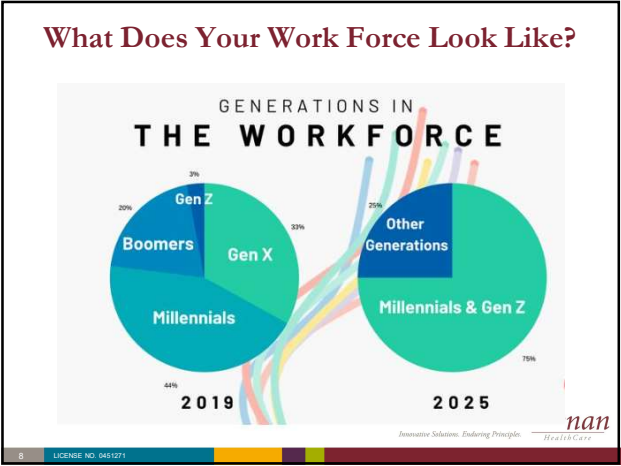 What Does Your Work Force Look Like?
GENERATIONS IN
THE WORKFORCE
3%
Gen Z
20%
33%
Boomers
Gen X
Millennials
44%
2019
25%
Other
Generations
Millennials & Gen Z
75%
2025
nan
Innovative Solutions. Enduring Principles.
HealthCare
8 LICENSE NO. 0451271